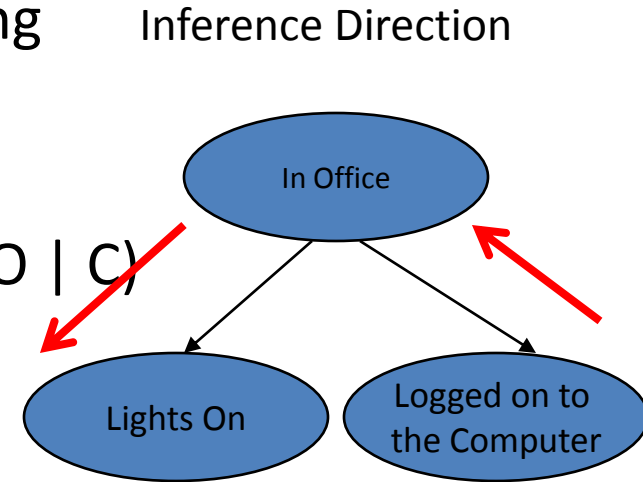 ng
Inference Direction
In Office
O | C)
Lights On
Logged on to
the Computer